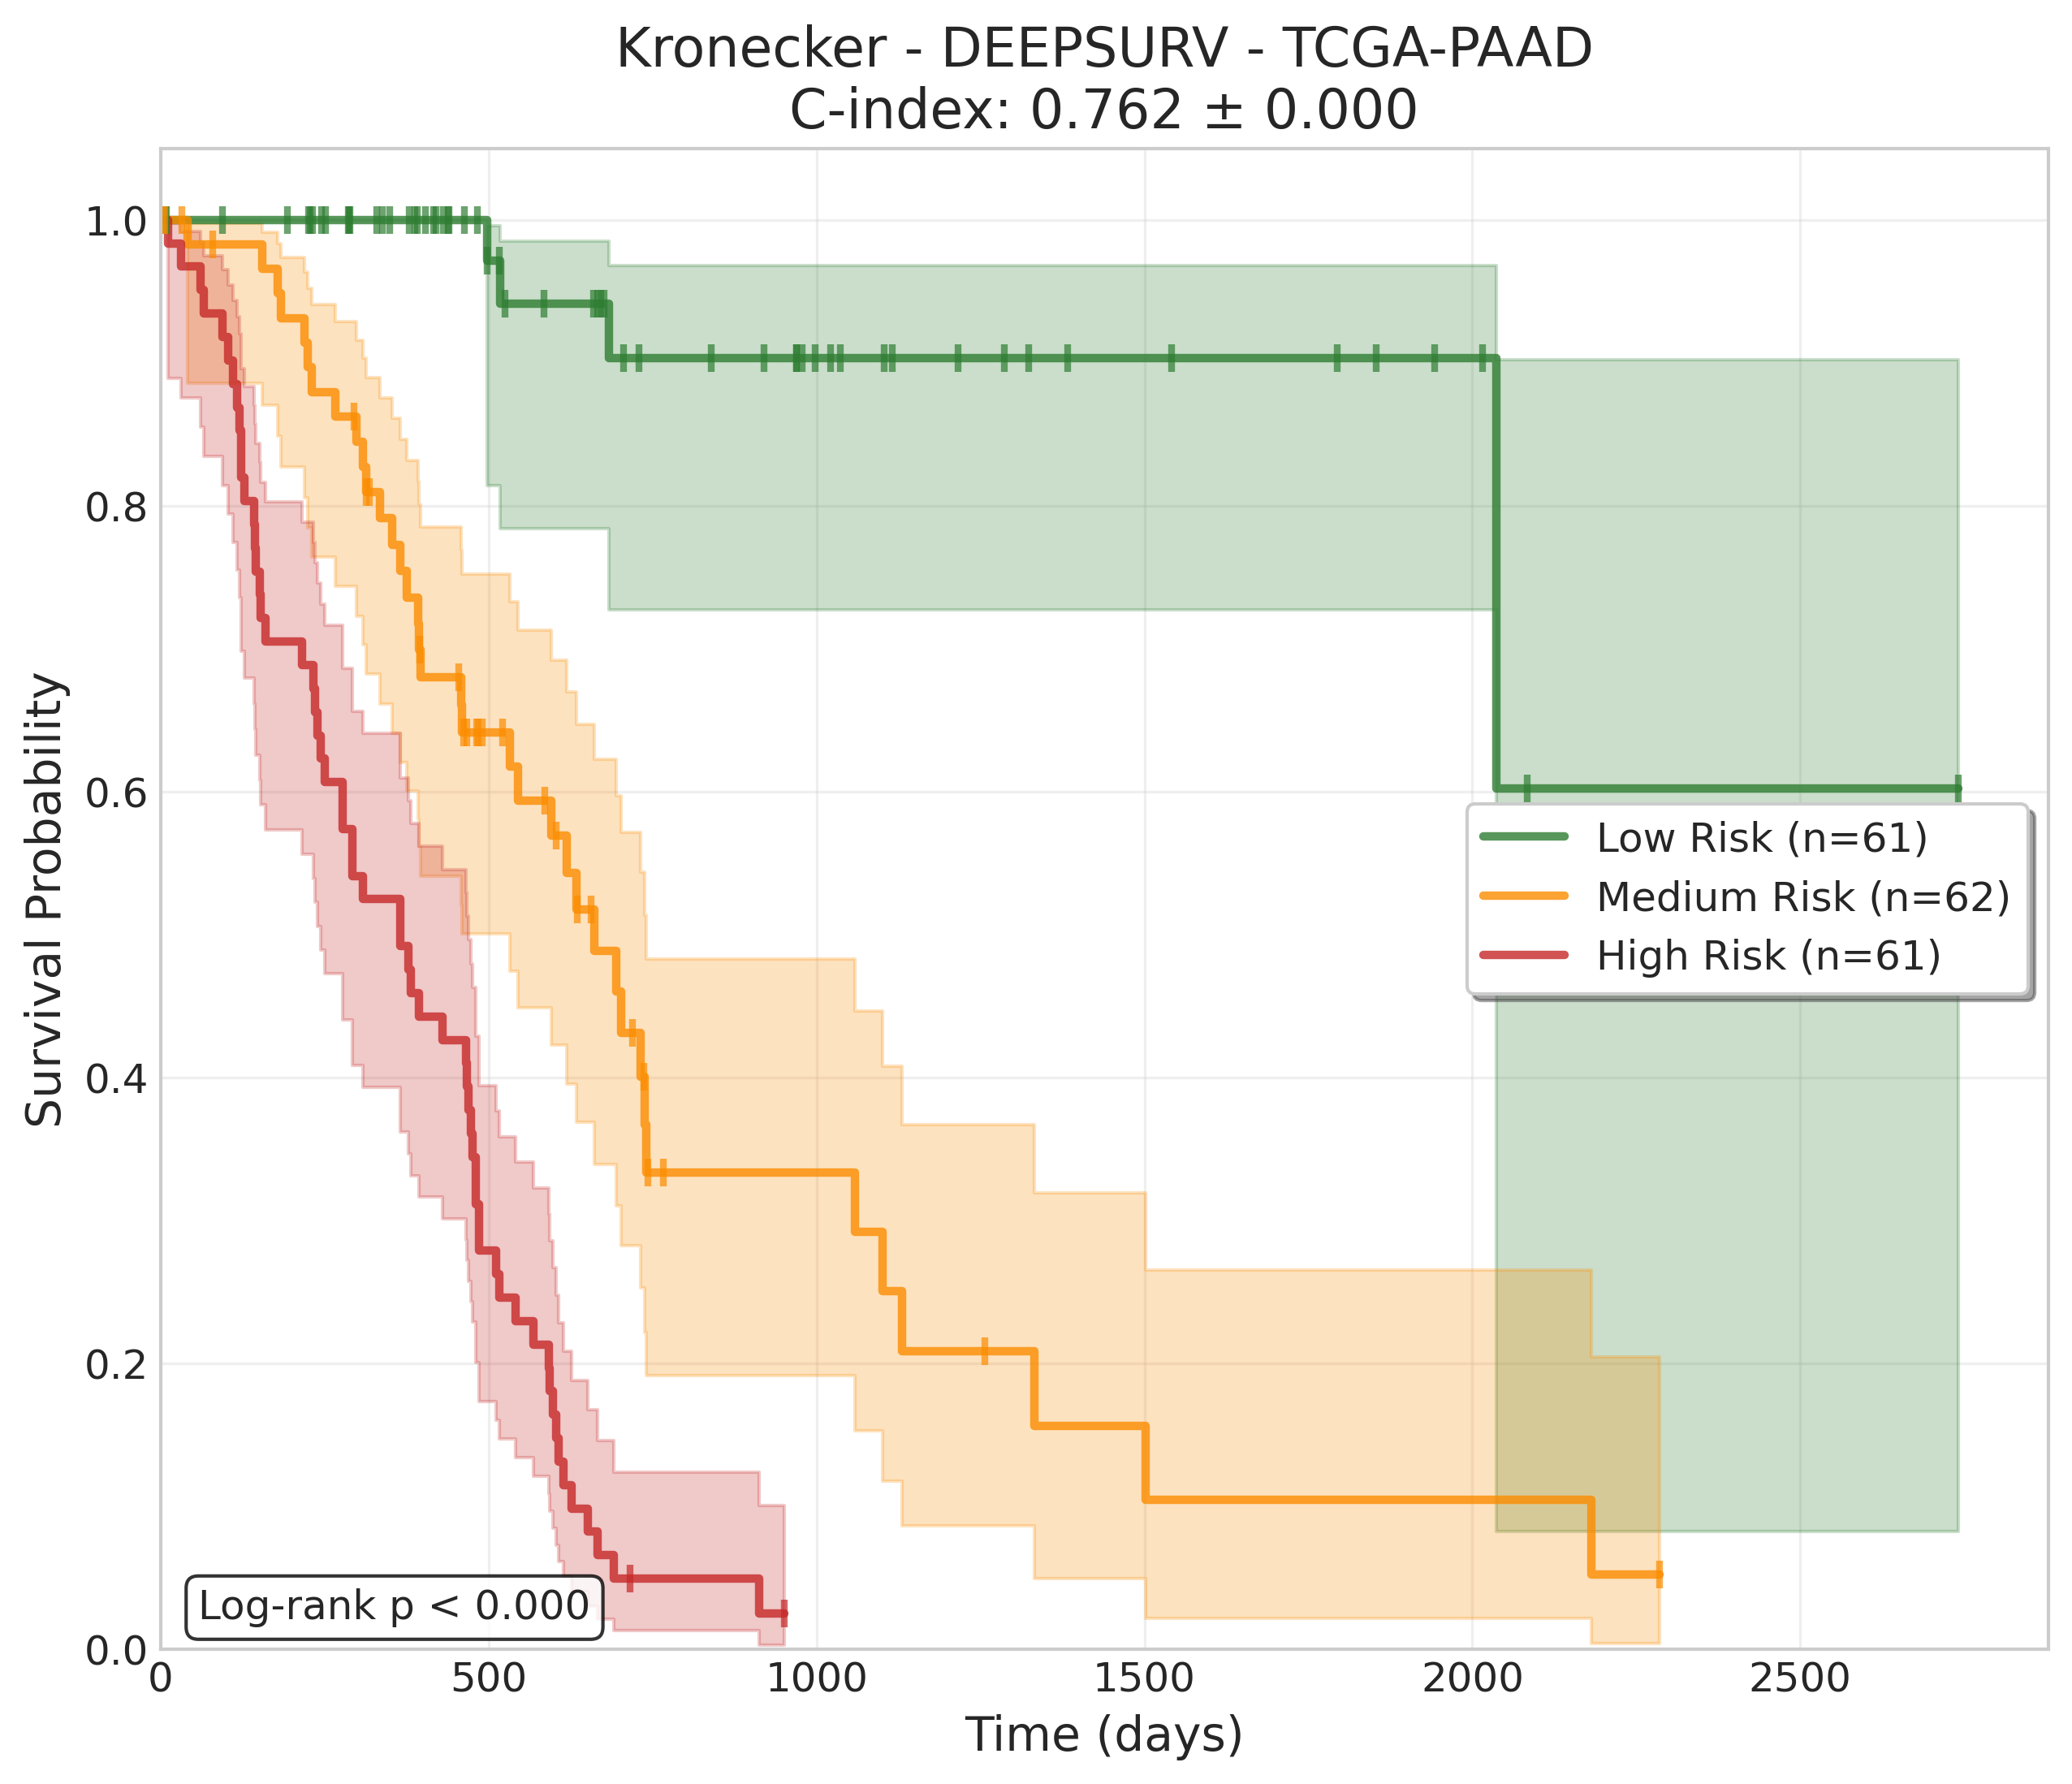 Kronecker - DEEPSURV - TCGA-PAAD
C-index: 0.762 ± 0.000
Survival Probability
1.0
0.8
0.6
0.4
0.2
0.0
Low Risk (n=61)
Medium Risk (n=62)
High Risk (n=61)
Log-rank p < 0.000
0
500
1000
1500
2000
2500
Time (days)